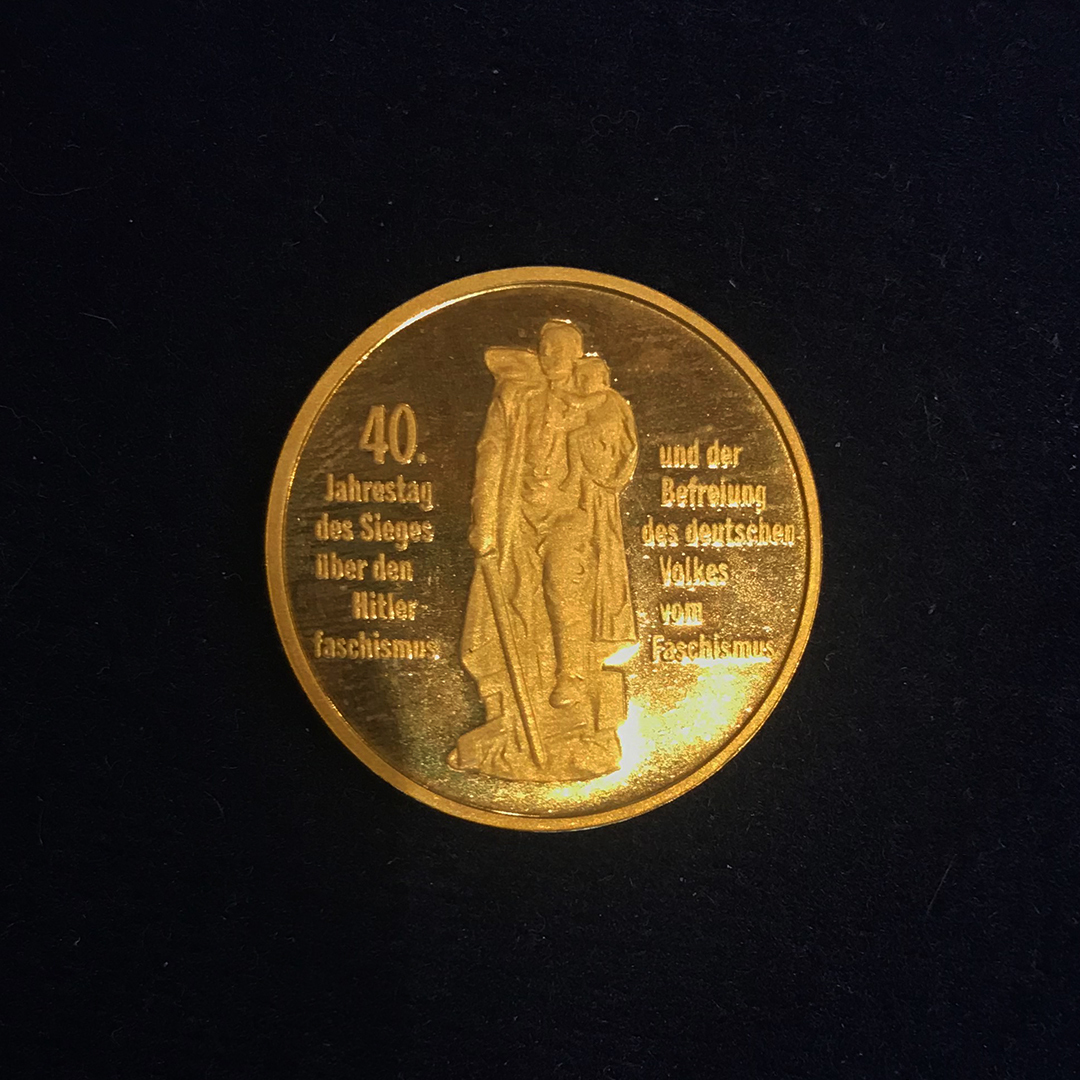 40.
Jahrestag
des Sieges
über den
Hitler-
faschismus
und der
Befreiung
des deutschen
Volkes
vom
Faschismus